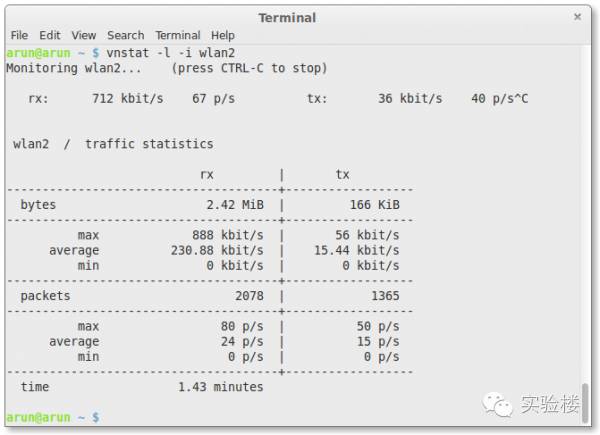 Terminal
File Edit View Search Terminal Help
arun@arun ~ $ vnstat -l -i wlan2
Monitoring wlan2... (press CTRL-C to stop)
rx: 712 kbit/s 67 p/s tx: 36 kbit/s 40 p/s^C
wlan2 / traffic statistics
rx | tx
--------------------------------------+------------------
bytes 2.42 MiB | 166 KiB
--------------------------------------+------------------
max 888 kbit/s | 56 kbit/s
average 230.88 kbit/s | 15.44 kbit/s
min 0 kbit/s | 0 kbit/s
--------------------------------------+------------------
packets 2078 | 1365
--------------------------------------+------------------
max 80 p/s | 50 p/s
average 24 p/s | 15 p/s
min 0 p/s | 0 p/s
--------------------------------------+------------------
time 1.43 minutes
arun@arun ~ $
实验楼